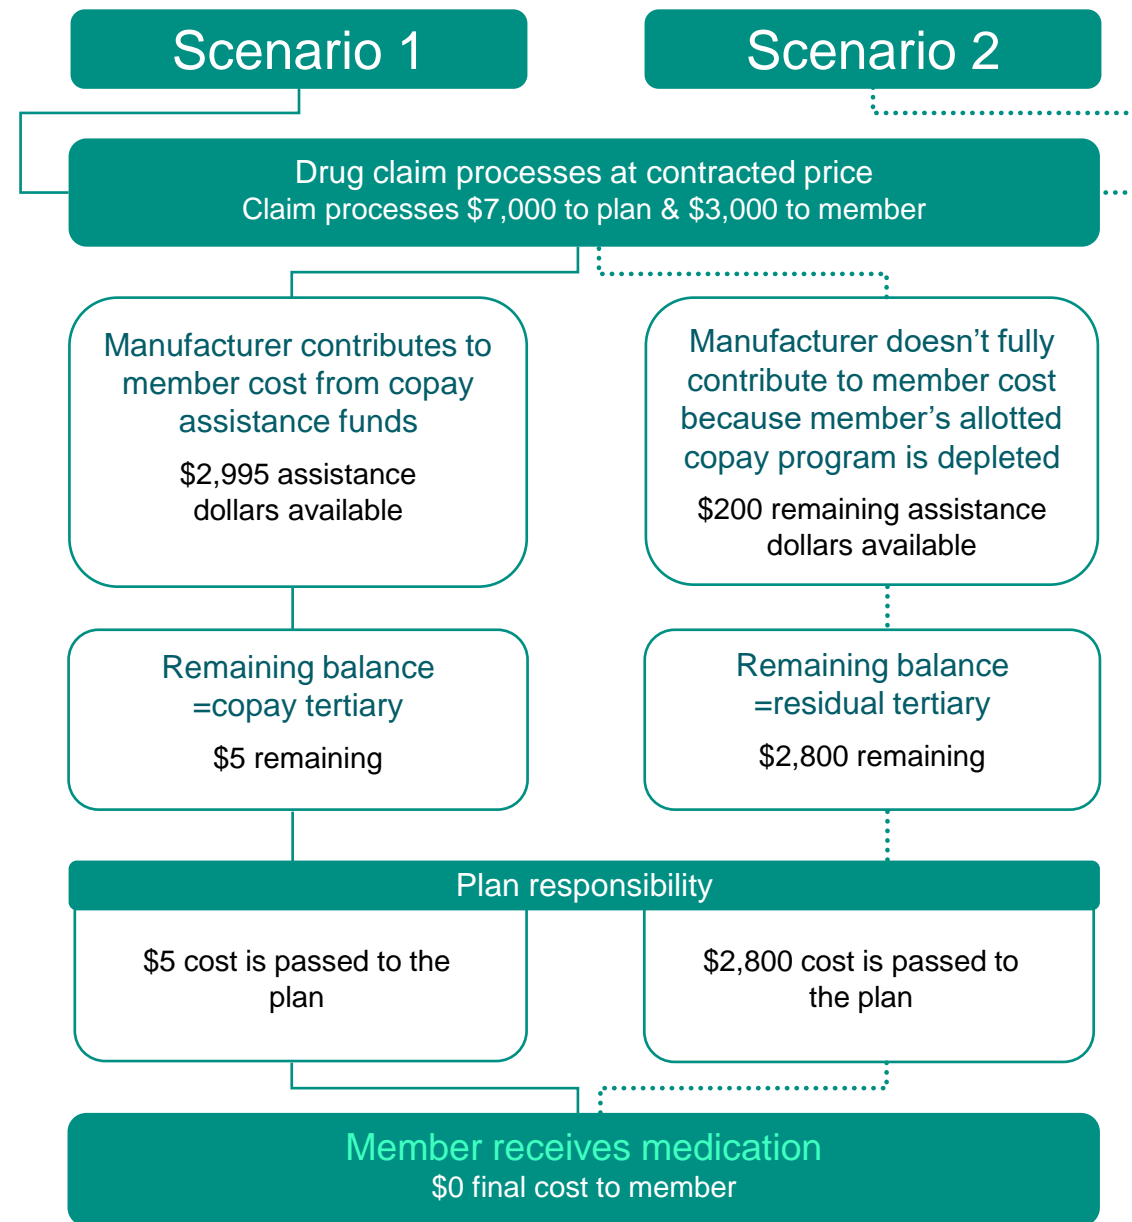 Scenario 1
Scenario 2
Drug claim processes at contracted price
Claim processes $7,000 to plan & $3,000 to member
Manufacturer contributes to
member cost from copay
assistance funds
$2,995 assistance
dollars available
Manufacturer doesn’t fully
contribute to member cost
because member’s allotted
copay program is depleted
$200 remaining assistance
dollars available
Remaining balance
=copay tertiary
$5 remaining
Remaining balance
=residual tertiary
$2,800 remaining
Plan responsibility
$5 cost is passed to the
plan
$2,800 cost is passed to
the plan
Member receives medication
$0 final cost to member